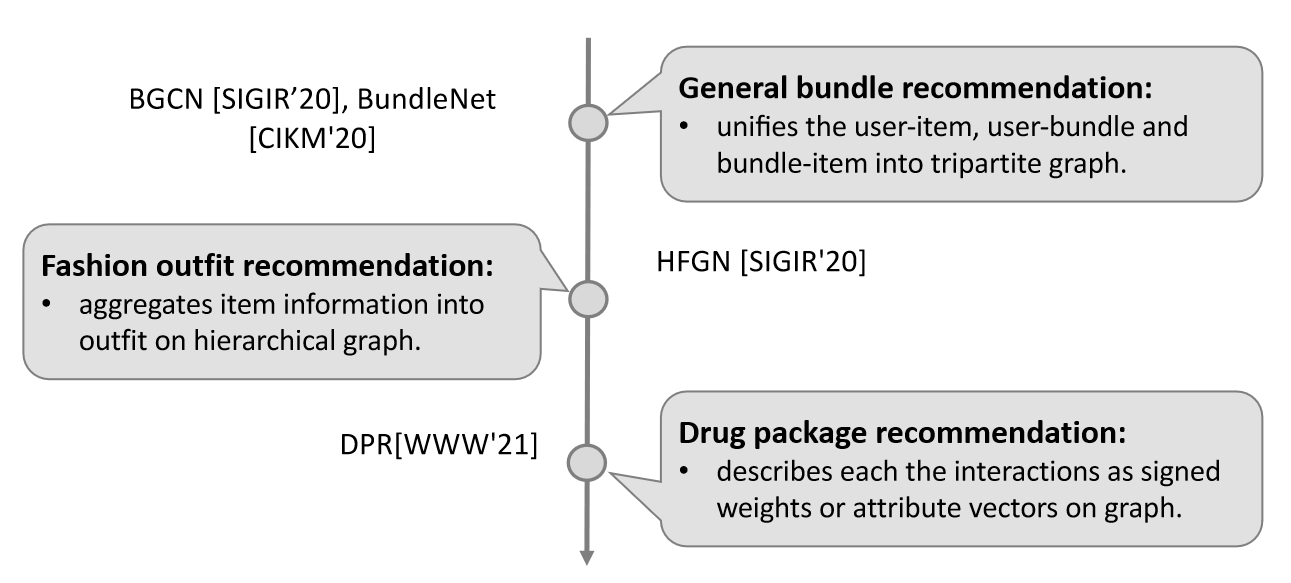 BGCN [SIGIR’20], BundleNet
[CIKM'20]
General bundle recommendation:
• unifies the user-item, user-bundle and
bundle-item into tripartite graph.
Fashion outfit recommendation:
• aggregates item information into
outfit on hierarchical graph.
HFGN [SIGIR'20]
DPR[WWW'21]
Drug package recommendation:
• describes each the interactions as signed
weights or attribute vectors on graph.